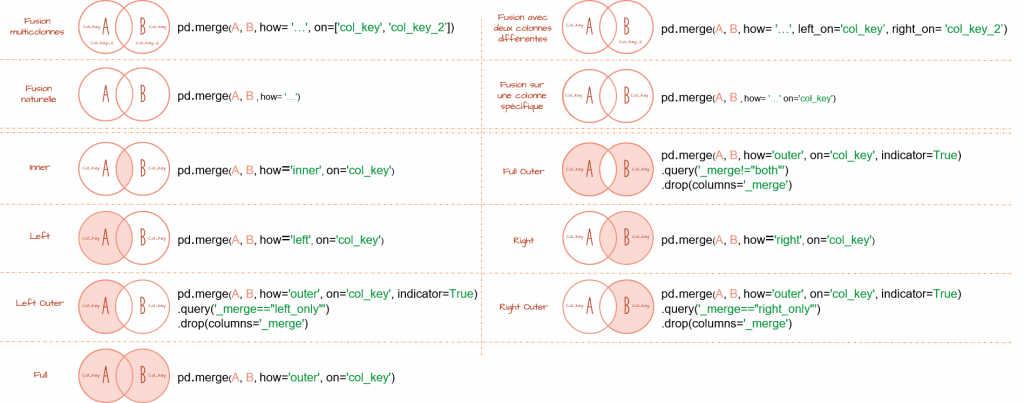 Fusion
multicolonnes
Col_Key
A
B
Col_Key
Col_Key_2
Col_Key_2
pd.merge(A, B, how= '...', on=['col_key', 'col_key_2'])
Fusion avec
deux colonnes
différentes
Col_Key
A
B
Col_Key_2
pd.merge(A, B, how= '...', left_on='col_key', right_on= 'col_key_2')
Fusion
naturelle
A
B
pd.merge(A, B , how= '...')
Fusion sur
une colonne
spécifique
Col_Key
A
B
Col_Key
pd.merge(A, B , how= '...' on='col_key')
Inner
Col_Key
A
B
Col_Key
pd.merge(A, B, how='inner', on='col_key')
Full Outer
Col_Key
A
B
Col_Key
pd.merge(A, B, how='outer', on='col_key', indicator=True)
.query('_merge!="both"')
.drop(columns='_merge')
Left
Col_Key
A
B
Col_Key
pd.merge(A, B, how='left', on='col_key')
Right
Col_Key
A
B
Col_Key
pd.merge(A, B, how='right', on='col_key')
Left Outer
Col_Key
A
B
Col_Key
pd.merge(A, B, how='outer', on='col_key', indicator=True)
.query('_merge=="left_only"')
.drop(columns='_merge')
Right Outer
Col_Key
A
B
Col_Key
pd.merge(A, B, how='outer', on='col_key', indicator=True)
.query('_merge=="right_only"')
.drop(columns='_merge')
Full
Col_Key
A
B
Col_Key
pd.merge(A, B, how='outer', on='col_key')